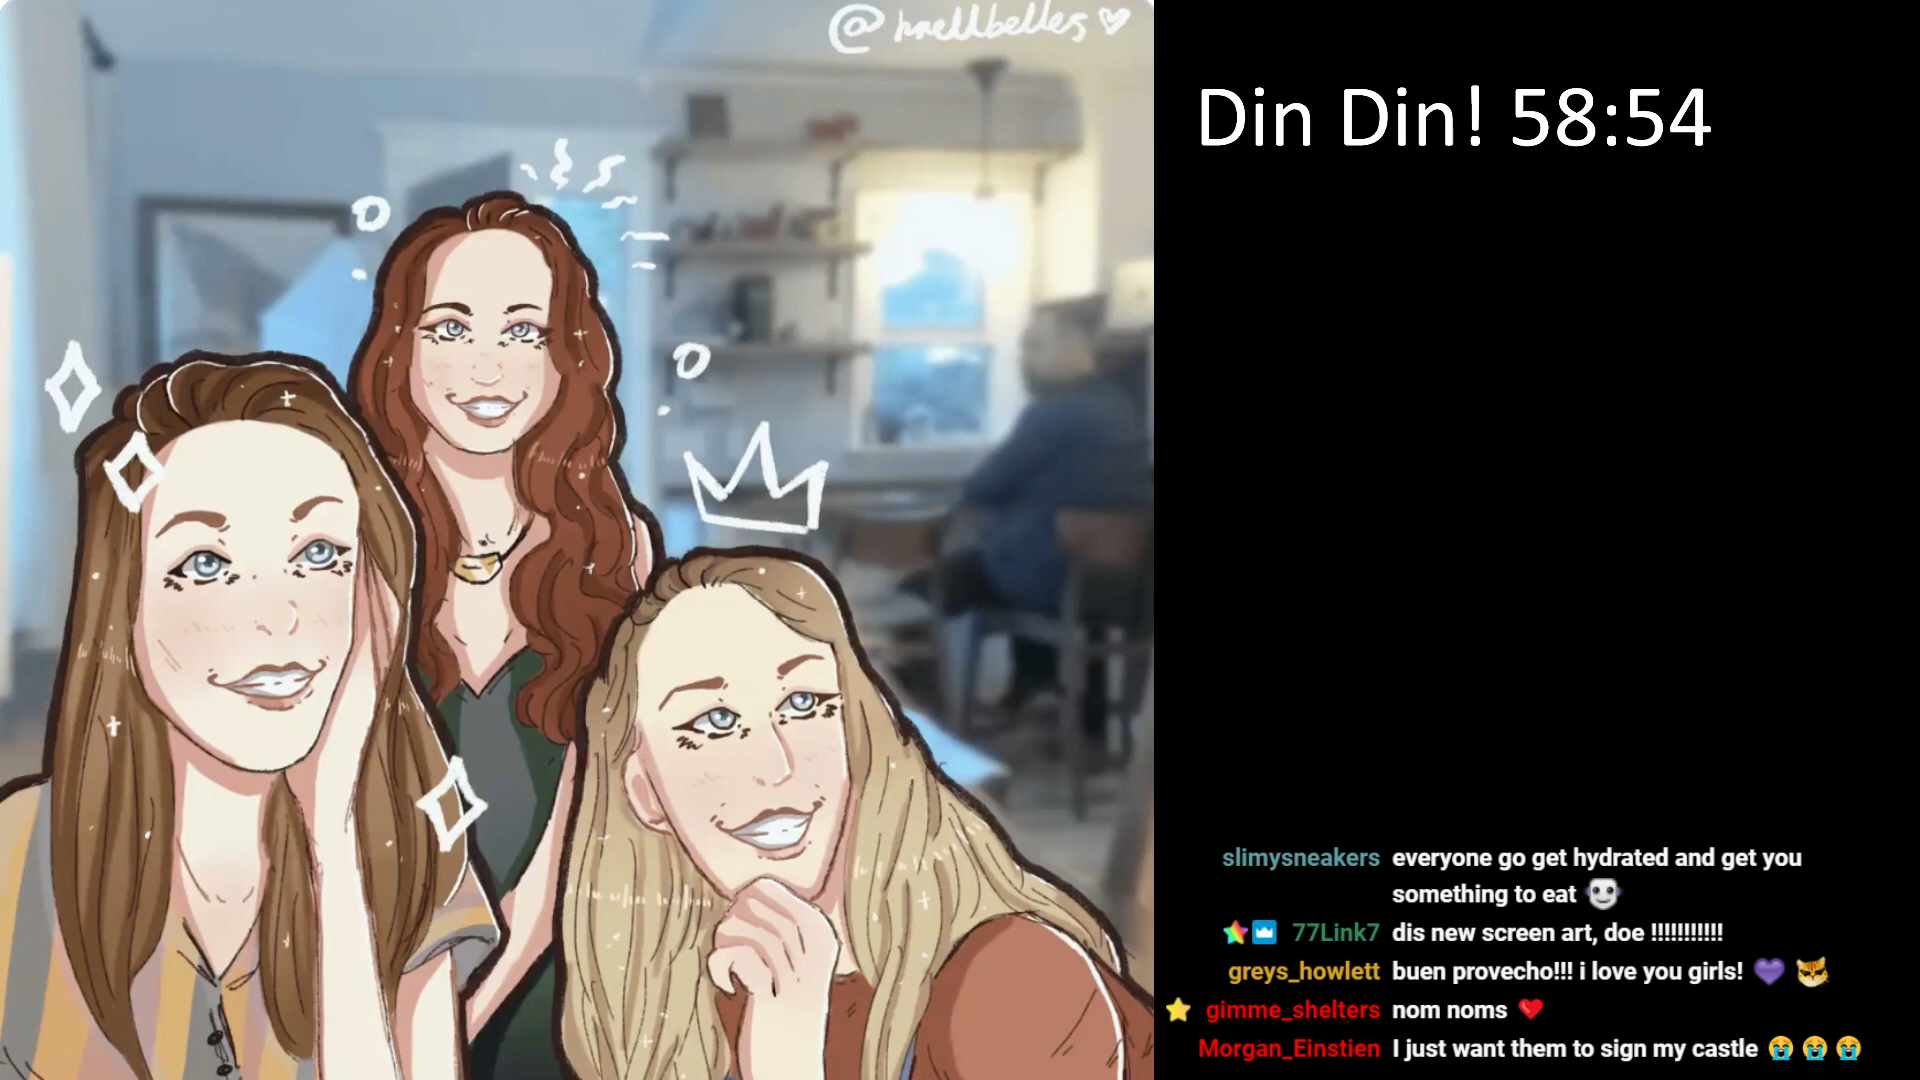 @knellbelles
Din Din! 58:54
slimysneakers everyone go get hydrated and get you
something to eat
77Link7 dis new screen art, doe !!!!!!!!!!!
greys_howlett buen provecho!!! i love you girls!
gimme_shelters nom noms
Morgan_Einstien I just want them to sign my castle